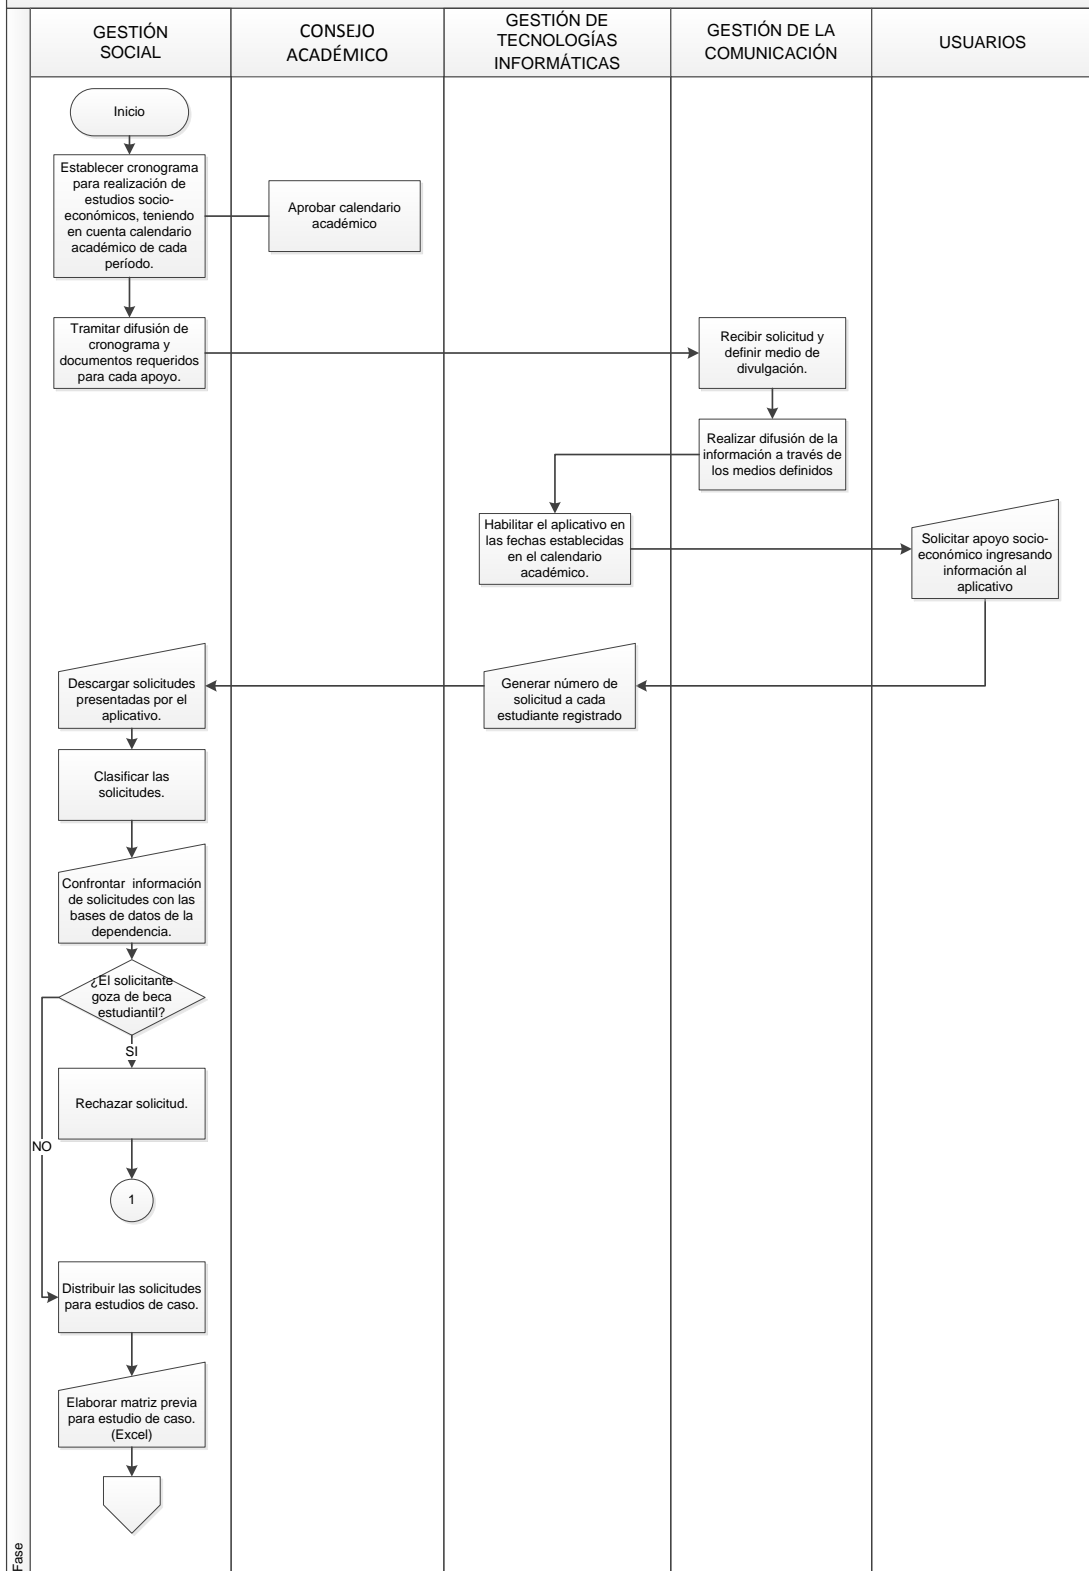 GESTIÓN
SOCIAL
CONSEJO
ACADÉMICO
GESTIÓN DE
TECNOLOGÍAS
INFORMÁTICAS
GESTIÓN DE LA
COMUNICACIÓN
USUARIOS
Inicio
Establecer cronograma
para realización de
estudios socio-
económicos, teniendo
en cuenta calendario
académico de cada
período.
Aprobar calendario
académico
Tramitar difusión de
cronograma y
documentos requeridos
para cada apoyo.
Recibir solicitud y
definir medio de
divulgación.
Realizar difusión de la
información a través de
los medios definidos
Habilitar el aplicativo en
las fechas establecidas
en el calendario
académico.
Solicitar apoyo socio-
económico ingresando
información al
aplicativo
Generar número de
solicitud a cada
estudiante registrado
Descargar solicitudes
presentadas por el
aplicativo.
Clasificar las
solicitudes.
Confrontar  información
de solicitudes con las
bases de datos de la
dependencia.
¿El solicitante
goza de beca
estudiantil?
SI
Rechazar solicitud.
NO
1
Distribuir las solicitudes
para estudios de caso.
Elaborar matriz previa
para estudio de caso.
(Excel)
Fase